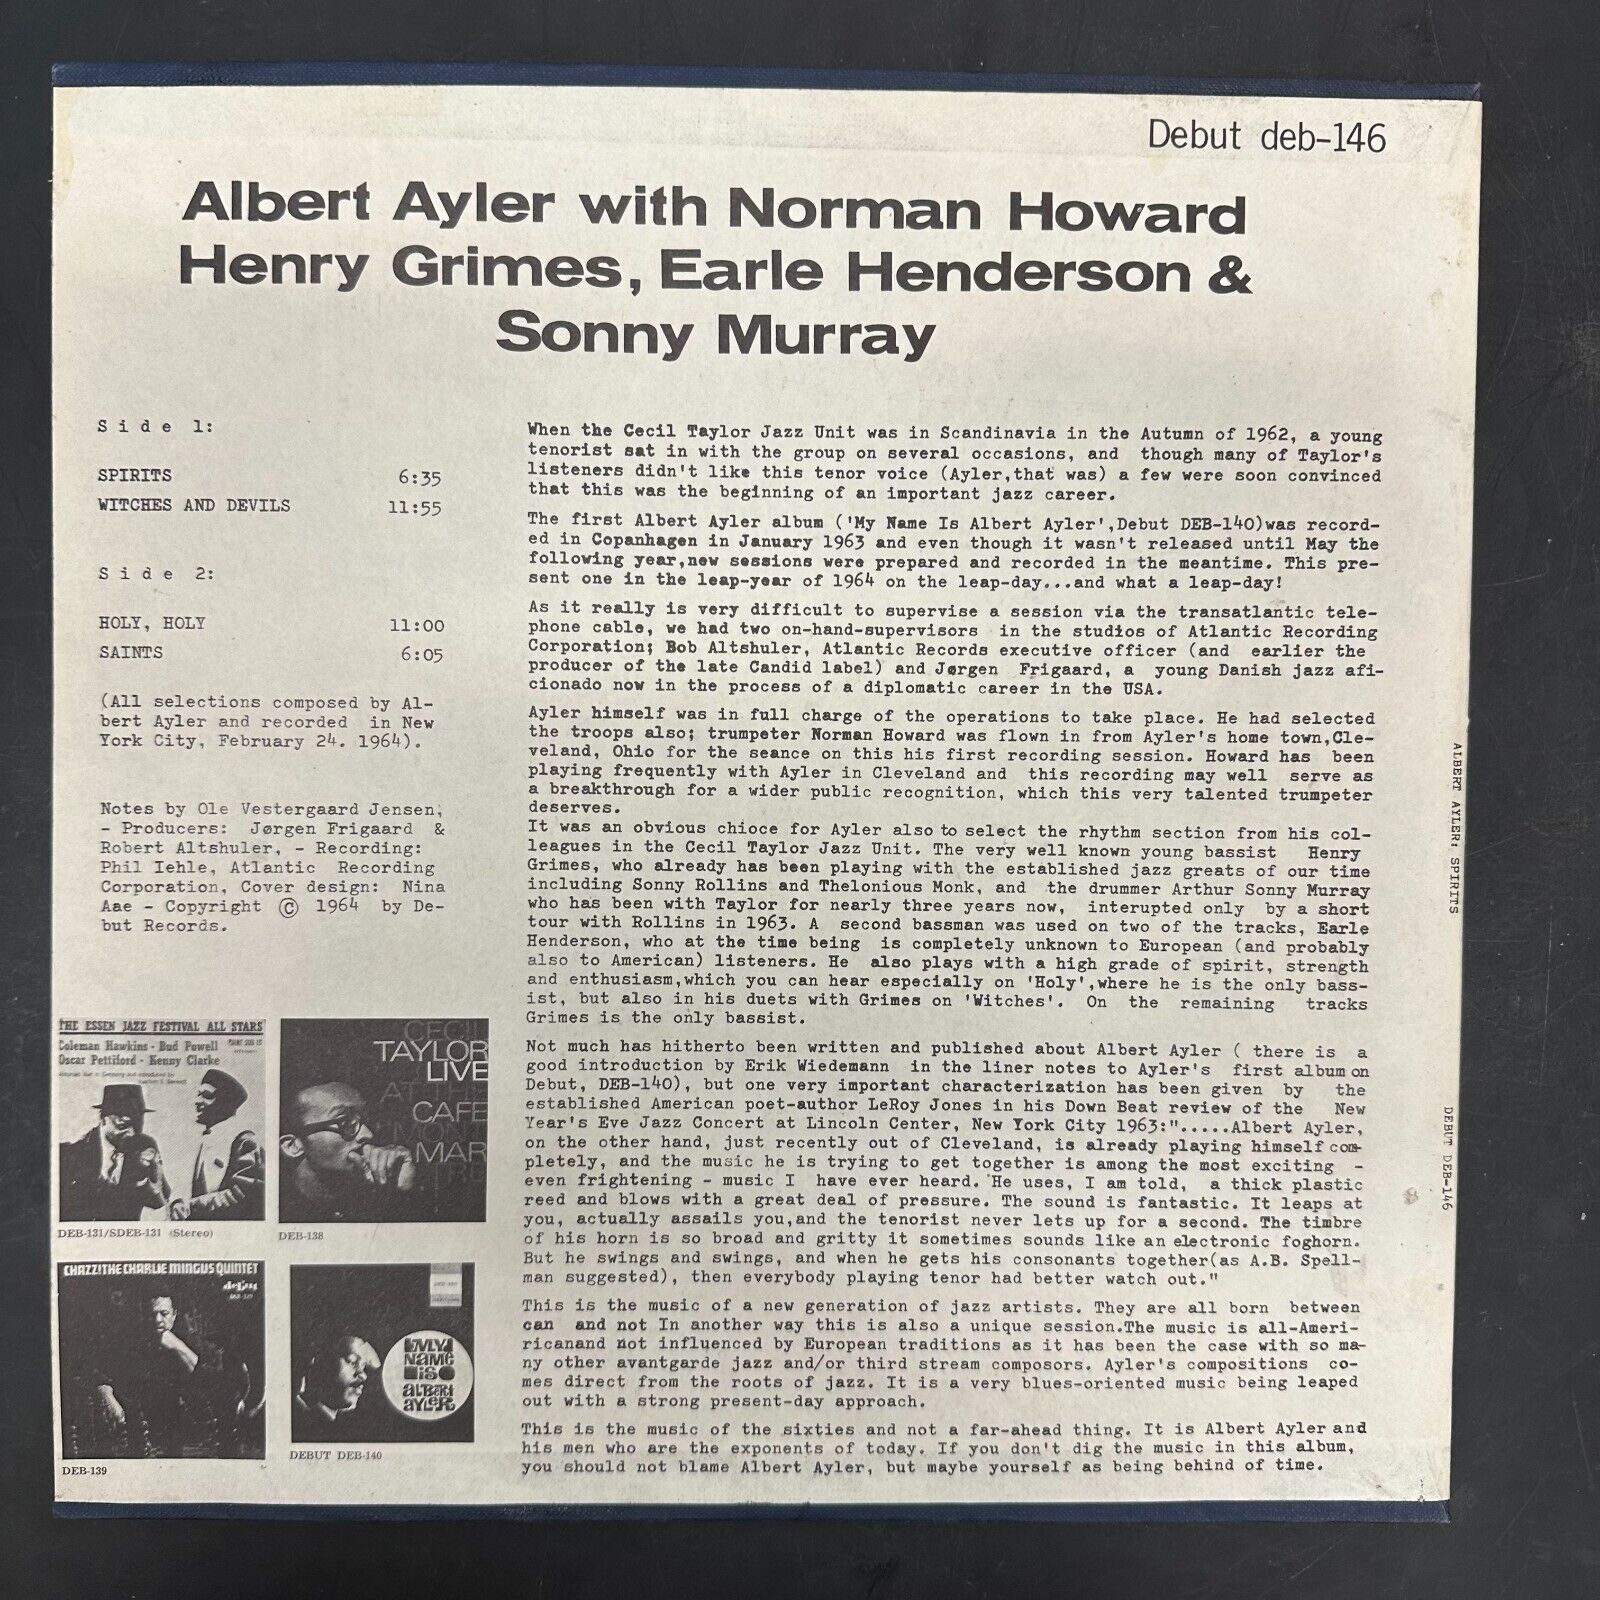 Debut deb-146
Albert Ayler with Norman Howard
Henry Grimes, Earle Henderson &
Sonny Murray
Side 1:
SPIRITS 6:35
WITCHES AND DEVILS 11:55
Side 2:
HOLY, HOLY 11:00
SAINTS 6:05
(All selections composed by Al-
bert Ayler and recorded in New
York City, February 24. 1964).
Notes by Ole Vestergaard Jensen,
- Producers: Jørgen Frigaard &
Robert Altshuler, - Recording:
Phil Iehle, Atlantic Recording
Corporation, Cover design: Nina
Aae - Copyright © 1964 by De-
but Records.
THE ESSEN JAZZ FESTIVAL ALL STARS
Coleman Hawkins · Bud Powell
Oscar Pettiford · Kenny Clarke
DEB-131/SDEB-131 (Stereo)
CECIL
TAYLOR
LIVE
AT
CAFE
MONT
MAR
TRE
DEB-138
CHAZZ! THE CHARLIE MINGUS QUINTET
debut
DEB-139
DEB-139
MY
NAME
IS
ALBERT
AYLER
DEBUT DEB-140
When the Cecil Taylor Jazz Unit was in Scandinavia in the Autumn of 1962, a young
tenorist sat in with the group on several occasions, and though many of Taylor's
listeners didn't like this tenor voice (Ayler,that was) a few were soon convinced
that this was the beginning of an important jazz career.
The first Albert Ayler album ('My Name Is Albert Ayler',Debut DEB-140)was record-
ed in Copanhagen in January 1963 and even though it wasn't released until May the
following year,new sessions were prepared and recorded in the meantime. This pre-
sent one in the leap-year of 1964 on the leap-day...and what a leap-day!
As it really is very difficult to supervise a session via the transatlantic tele-
phone cable, we had two on-hand-supervisors in the studios of Atlantic Recording
Corporation; Bob Altshuler, Atlantic Records executive officer (and earlier the
producer of the late Candid label) and Jørgen Frigaard, a young Danish jazz afi-
cionado now in the process of a diplomatic career in the USA.
Ayler himself was in full charge of the operations to take place. He had selected
the troops also; trumpeter Norman Howard was flown in from Ayler's home town,Cle-
veland, Ohio for the seance on this his first recording session. Howard has been
playing frequently with Ayler in Cleveland and this recording may well serve as
a breakthrough for a wider public recognition, which this very talented trumpeter
deserves.
It was an obvious chioce for Ayler also to select the rhythm section from his col-
leagues in the Cecil Taylor Jazz Unit. The very well known young bassist Henry
Grimes, who already has been playing with the established jazz greats of our time
including Sonny Rollins and Thelonious Monk, and the drummer Arthur Sonny Murray
who has been with Taylor for nearly three years now, interupted only by a short
tour with Rollins in 1963. A second bassman was used on two of the tracks, Earle
Henderson, who at the time being is completely unknown to European (and probably
also to American) listeners. He also plays with a high grade of spirit, strength
and enthusiasm,which you can hear especially on 'Holy',where he is the only bass-
ist, but also in his duets with Grimes on 'Witches'. On the remaining tracks
Grimes is the only bassist.
Not much has hitherto been written and published about Albert Ayler ( there is a
good introduction by Erik Wiedemann in the liner notes to Ayler's first album on
Debut, DEB-140), but one very important characterization has been given by the
established American poet-author LeRoy Jones in his Down Beat review of the New
Year's Eve Jazz Concert at Lincoln Center, New York City 1963:".....Albert Ayler,
on the other hand, just recently out of Cleveland, is already playing himself com-
pletely, and the music he is trying to get together is among the most exciting -
even frightening - music I have ever heard. He uses, I am told, a thick plastic
reed and blows with a great deal of pressure. The sound is fantastic. It leaps at
you, actually assails you,and the tenorist never lets up for a second. The timbre
of his horn is so broad and gritty it sometimes sounds like an electronic foghorn.
But he swings and swings, and when he gets his consonants together(as A.B. Spell-
man suggested), then everybody playing tenor had better watch out."
This is the music of a new generation of jazz artists. They are all born between
can and not In another way this is also a unique session.The music is all-Ameri-
ricanand not influenced by European traditions as it has been the case with so ma-
ny other avantgarde jazz and/or third stream composors. Ayler's compositions co-
mes direct from the roots of jazz. It is a very blues-oriented music being leaped
out with a strong present-day approach.
This is the music of the sixties and not a far-ahead thing. It is Albert Ayler and
his men who are the exponents of today. If you don't dig the music in this album,
you should not blame Albert Ayler, but maybe yourself as being behind of time.
ALBERT AYLER: SPIRITS
DEBUT DEB-146